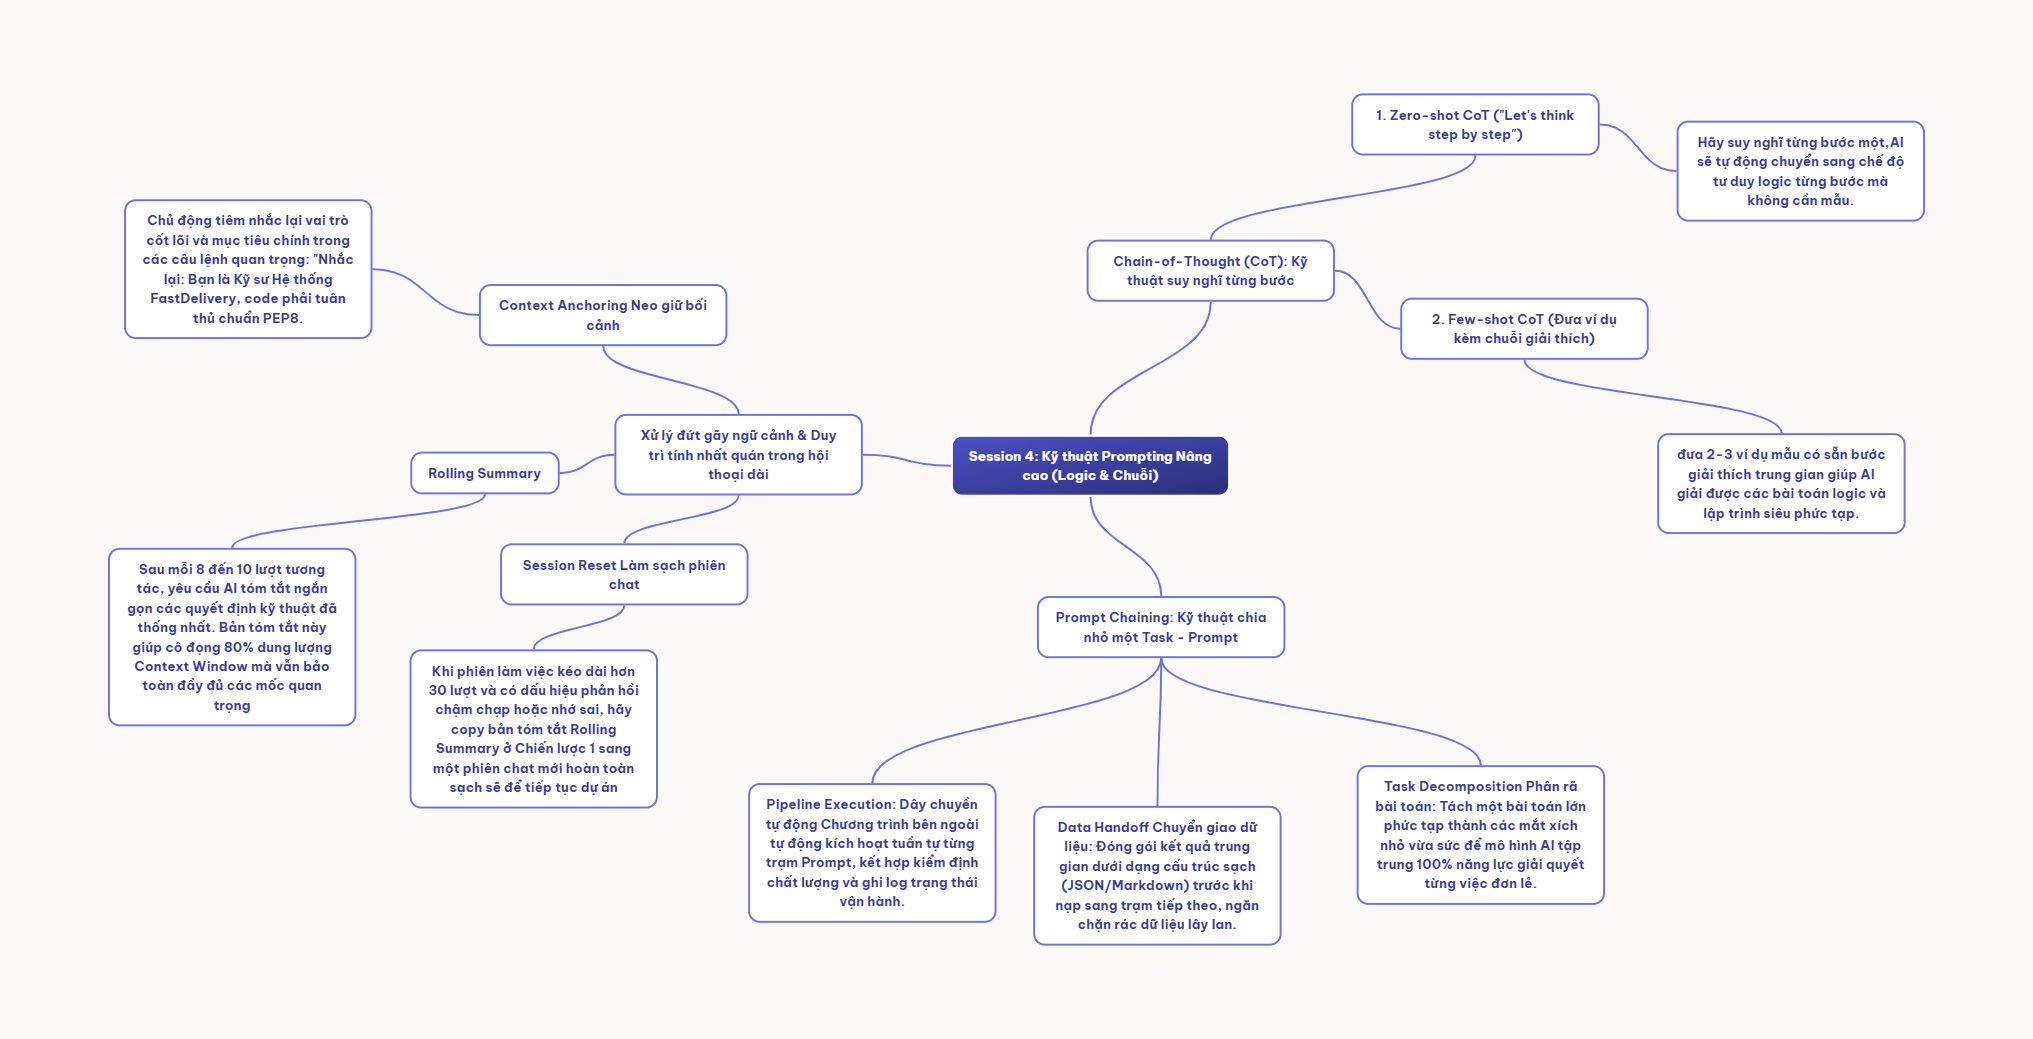 1. Zero-shot CoT ("Let's think
step by step")
Hãy suy nghĩ từng bước một,AI
sẽ tự động chuyển sang chế độ
tư duy logic từng bước mà
không cần mẫu.
Chủ động tiêm nhắc lại vai trò
cốt lõi và mục tiêu chính trong
các câu lệnh quan trọng: "Nhắc
lại: Bạn là Kỹ sư Hệ thống
FastDelivery, code phải tuân
thủ chuẩn PEP8.
Chain-of-Thought (CoT): Kỹ
thuật suy nghĩ từng bước
Context Anchoring Neo giữ bối
cảnh
2. Few-shot CoT (Đưa ví dụ
kèm chuỗi giải thích)
Xử lý đứt gãy ngữ cảnh & Duy
trì tính nhất quán trong hội
thoại dài
Session 4: Kỹ thuật Prompting Nâng
cao (Logic & Chuỗi)
đưa 2-3 ví dụ mẫu có sẵn bước
giải thích trung gian giúp AI
giải được các bài toán logic và
lập trình siêu phức tạp.
Rolling Summary
Session Reset Làm sạch phiên
chat
Sau mỗi 8 đến 10 lượt tương
tác, yêu cầu AI tóm tắt ngắn
gọn các quyết định kỹ thuật đã
thống nhất. Bản tóm tắt này
giúp cô đọng 80% dung lượng
Context Window mà vẫn bảo
toàn đầy đủ các mốc quan
trọng
Prompt Chaining: Kỹ thuật chia
nhỏ một Task - Prompt
Khi phiên làm việc kéo dài hơn
30 lượt và có dấu hiệu phản hồi
chậm chạp hoặc nhớ sai, hãy
copy bản tóm tắt Rolling
Summary ở Chiến lược 1 sang
một phiên chat mới hoàn toàn
sạch sẽ để tiếp tục dự án
Pipeline Execution: Dây chuyền
tự động Chương trình bên ngoài
tự động kích hoạt tuần tự từng
trạm Prompt, kết hợp kiểm định
chất lượng và ghi log trạng thái
vận hành.
Data Handoff Chuyển giao dữ
liệu: Đóng gói kết quả trung
gian dưới dạng cấu trúc sạch
(JSON/Markdown) trước khi
nạp sang trạm tiếp theo, ngăn
chặn rác dữ liệu lây lan.
Task Decomposition Phân rã
bài toán: Tách một bài toán lớn
phức tạp thành các mắt xích
nhỏ vừa sức để mô hình AI tập
trung 100% năng lực giải quyết
từng việc đơn lẻ.